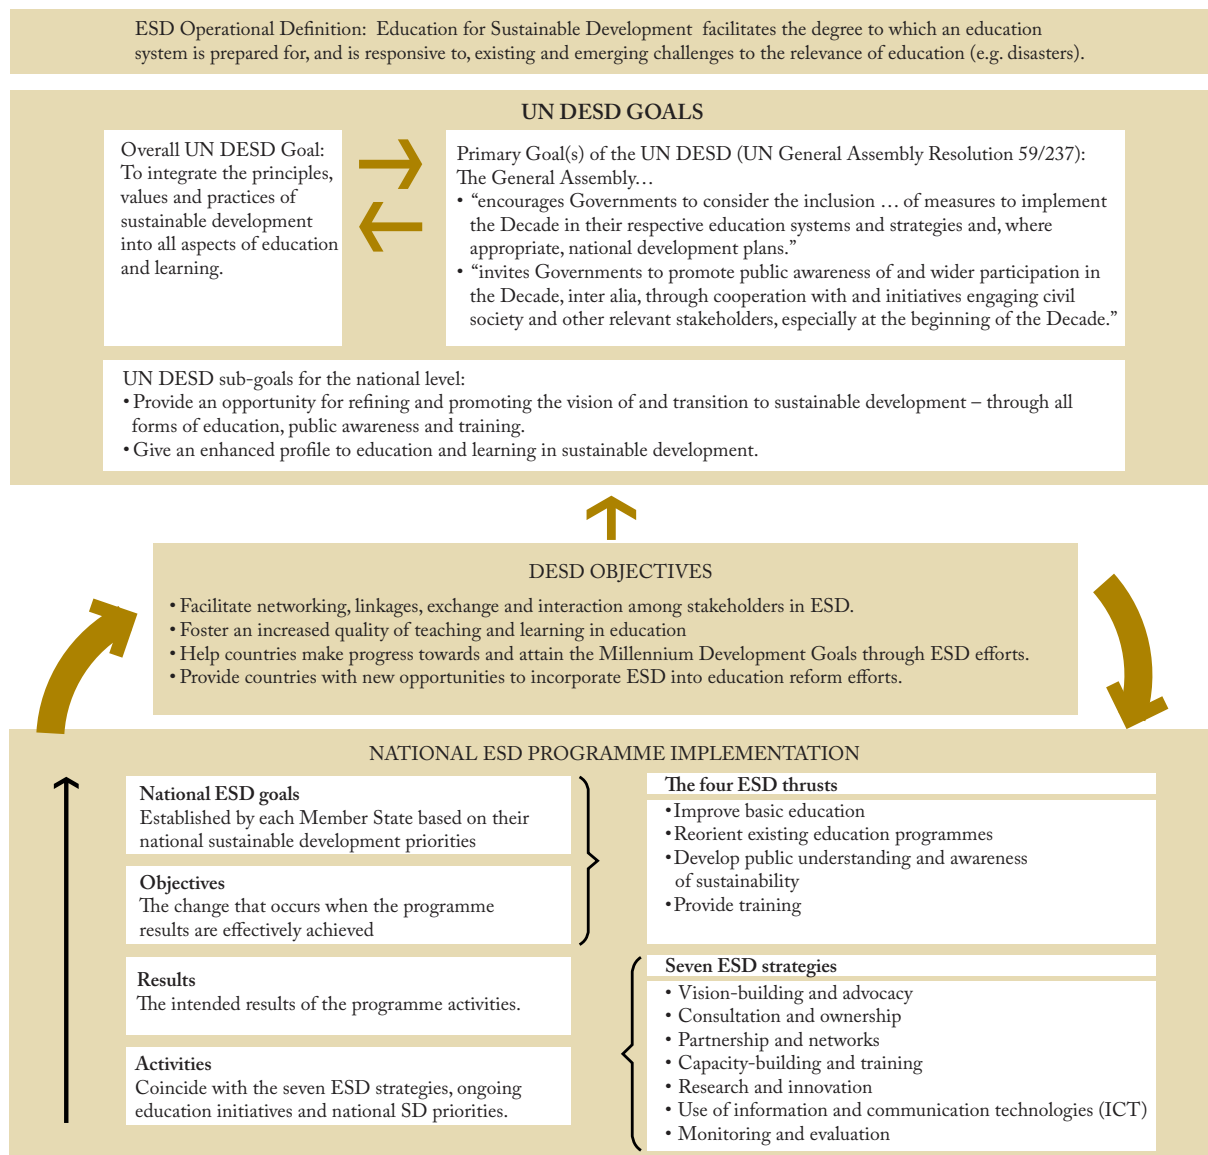 ESD Operational Definition: Education for Sustainable Development facilitates the degree to which an education
system is prepared for, and is responsive to, existing and emerging challenges to the relevance of education (e.g. disasters).
UN DESD GOALS
Overall UN DESD Goal:
To integrate the principles,
values and practices of
sustainable development
into all aspects of education
and learning.
Primary Goal(s) of the UN DESD (UN General Assembly Resolution 59/237):
The General Assembly…
• “encourages Governments to consider the inclusion … of measures to implement
the Decade in their respective education systems and strategies and, where
appropriate, national development plans.”
• “invites Governments to promote public awareness of and wider participation in
the Decade, inter alia, through cooperation with and initiatives engaging civil
society and other relevant stakeholders, especially at the beginning of the Decade.”
UN DESD sub-goals for the national level:
• Provide an opportunity for refining and promoting the vision of and transition to sustainable development – through all
forms of education, public awareness and training.
• Give an enhanced profile to education and learning in sustainable development.
DESD OBJECTIVES
• Facilitate networking, linkages, exchange and interaction among stakeholders in ESD.
• Foster an increased quality of teaching and learning in education
• Help countries make progress towards and attain the Millennium Development Goals through ESD efforts.
• Provide countries with new opportunities to incorporate ESD into education reform efforts.
NATIONAL ESD PROGRAMME IMPLEMENTATION
National ESD goals
Established by each Member State based on their
national sustainable development priorities
Objectives
The change that occurs when the programme
results are effectively achieved
Results
The intended results of the programme activities.
Activities
Coincide with the seven ESD strategies, ongoing
education initiatives and national SD priorities.
The four ESD thrusts
• Improve basic education
• Reorient existing education programmes
• Develop public understanding and awareness
of sustainability
• Provide training
Seven ESD strategies
• Vision-building and advocacy
• Consultation and ownership
• Partnership and networks
• Capacity-building and training
• Research and innovation
• Use of information and communication technologies (ICT)
• Monitoring and evaluation